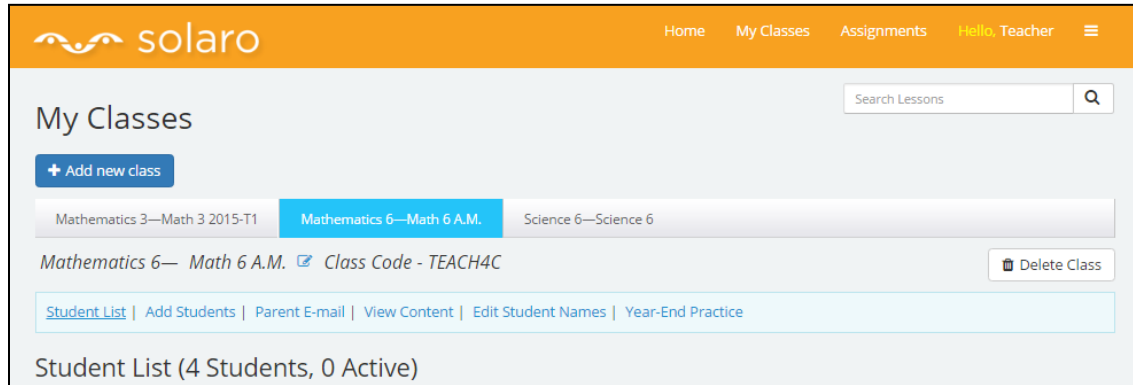 solaro
Home My Classes Assignments Hello, Teacher
Search Lessons
My Classes
+ Add new class
Mathematics 3—Math 3 2015-T1 Mathematics 6—Math 6 A.M. Science 6—Science 6
Mathematics 6— Math 6 A.M. Class Code - TEACH4C Delete Class
Student List | Add Students | Parent E-mail | View Content | Edit Student Names | Year-End Practice
Student List (4 Students, 0 Active)